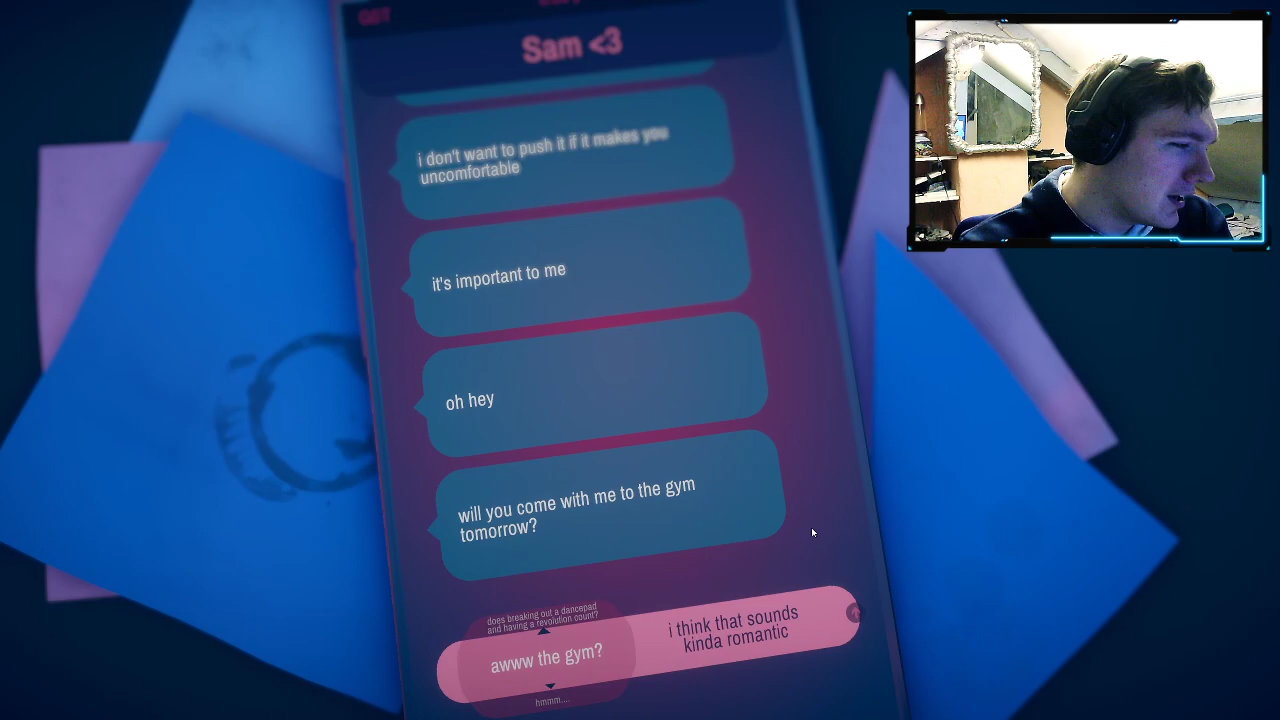 Sam <3
i don't want to push it if it makes you
uncomfortable
it's important to me
oh hey
will you come with me to the gym
tomorrow?
does breaking out a dancepad
and having a revolution count?
awww the gym?
i think that sounds
kinda romantic
hmmm....